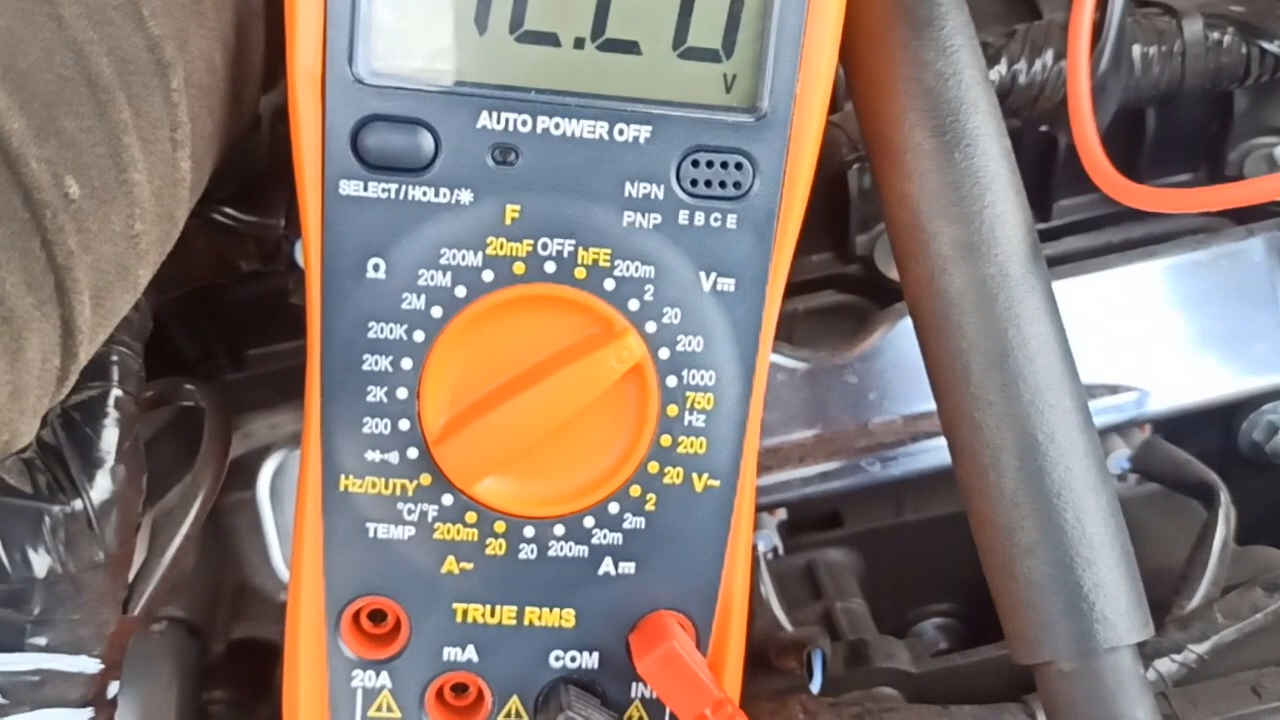 V
AUTO POWER OFF
SELECT / HOLD /
NPN
PNP
E B C E
F
20mF
OFF
hFE
200M
200m
Ω
20M
2
V
2M
20
200K
200
20K
1000
2K
750
Hz
200
200
20
V~
Hz/DUTY
2
°C/°F
2m
TEMP
200m
20
20
200m
20m
A~
A
TRUE RMS
mA
COM
20A